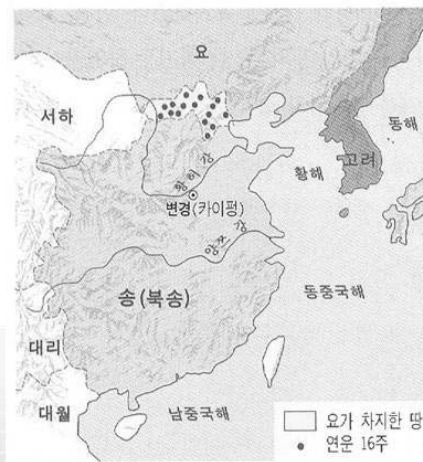 요
서하
동해
고려
황허 강
황해
변경(카이펑)
양쯔 강
송(북송)
동중국해
대리
대월
남중국해
요가 차지한 땅
연운 16주